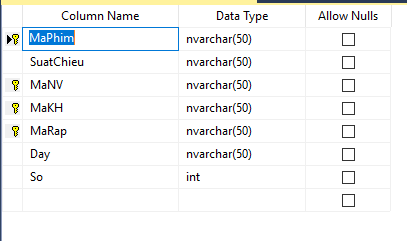 Column Name Data Type Allow Nulls
MaPhim nvarchar(50)
SuatChieu nvarchar(50)
MaNV nvarchar(50)
MaKH nvarchar(50)
MaRap nvarchar(50)
Day nvarchar(50)
So int